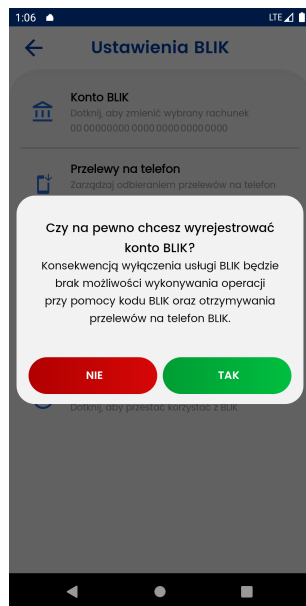 1:06
LTE
Ustawienia BLIK
Konto BLIK
Dotknij, aby zmienić wybrany rachunek
00 00000000 0000 0000 0000 0000
Przelewy na telefon
Zarządzaj odbieraniem przelewów na telefon
Czy na pewno chcesz wyrejestrować
konto BLIK?
Konsekwencją wyłączenia usługi BLIK będzie
brak możliwości wykonywania operacji
przy pomocy kodu BLIK oraz otrzymywania
przelewów na telefon BLIK.
NIE
TAK
Dotknij, aby przestać korzystać z BLIK